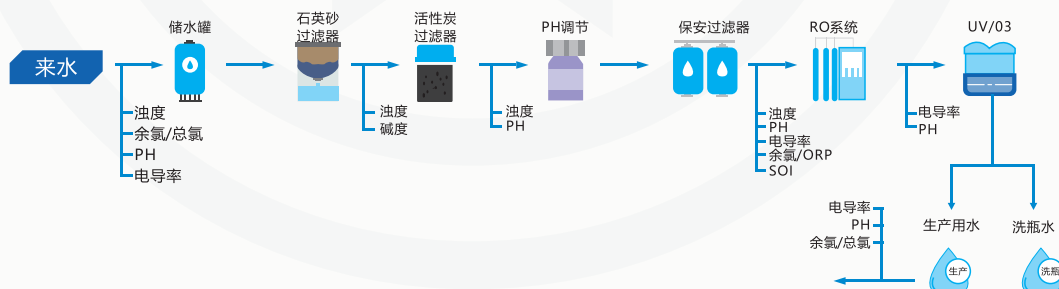 来水
储水罐
石英砂
过滤器
活性炭
过滤器
PH调节
保安过滤器
RO系统
UV/03
浊度
余氯/总氯
PH
电导率
浊度
碱度
浊度
PH
浊度
PH
电导率
余氯/ORP
SOI
电导率
PH
电导率
PH
余氯/总氯
生产用水
洗瓶水
生产
洗瓶